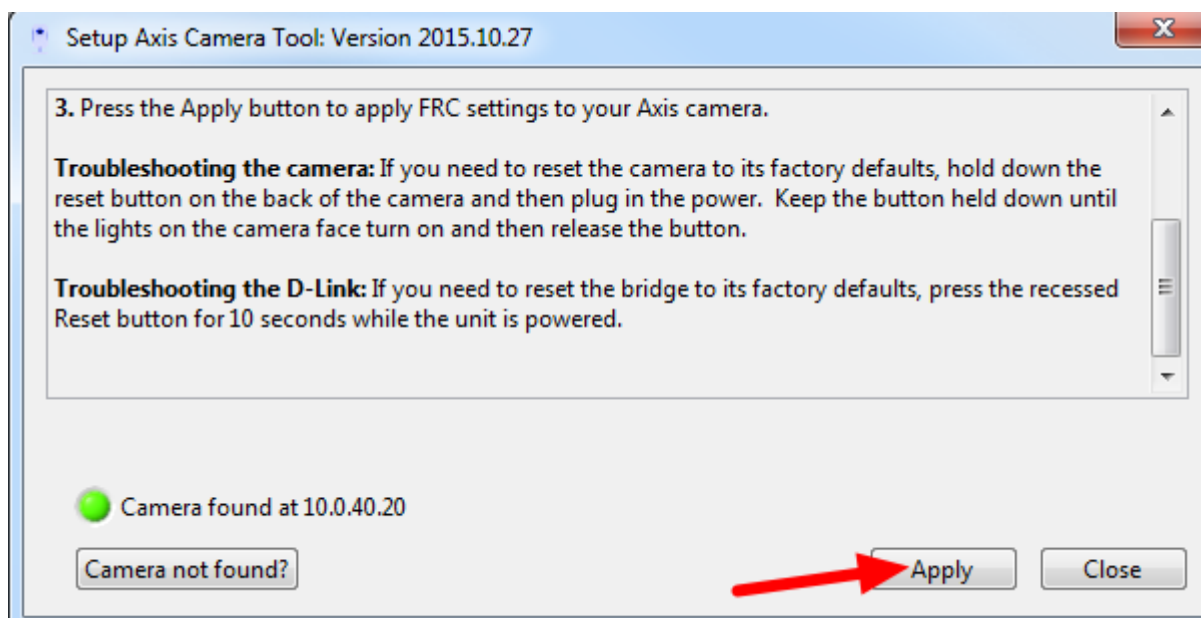 Setup Axis Camera Tool: Version 2015.10.27
3. Press the Apply button to apply FRC settings to your Axis camera.
Troubleshooting the camera: If you need to reset the camera to its factory defaults, hold down the
reset button on the back of the camera and then plug in the power.  Keep the button held down until
the lights on the camera face turn on and then release the button.
Troubleshooting the D-Link: If you need to reset the bridge to its factory defaults, press the recessed
Reset button for 10 seconds while the unit is powered.
Camera found at 10.0.40.20
Camera not found?
Apply
Close